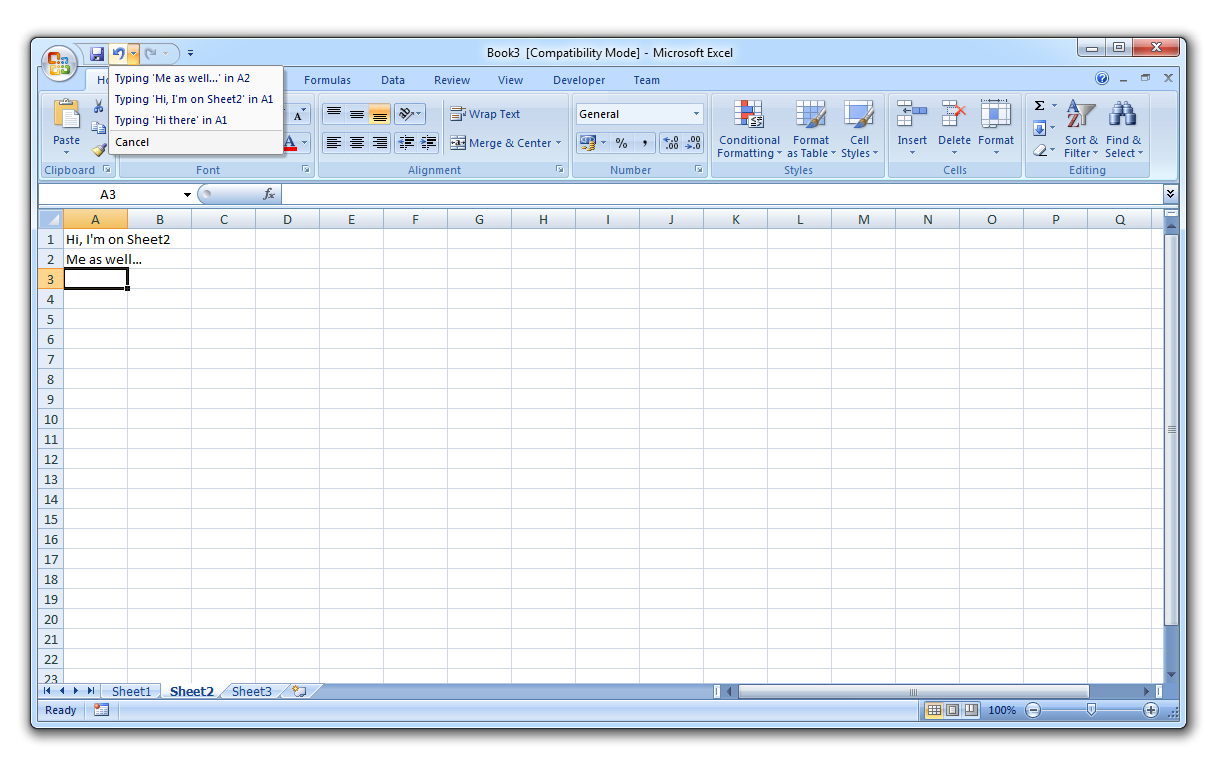 Book3 [Compatibility Mode] - Microsoft Excel
Formulas Data Review View Developer Team
Typing 'Me as well...' in A2
Typing 'Hi, I'm on Sheet2' in A1
Typing 'Hi there' in A1
Cancel
Paste
Clipboard
A
A
Font
Wrap Text
Merge & Center
Alignment
General
%
Number
Conditional Formatting
Format as Table
Cell Styles
Styles
Insert
Delete
Format
Cells
Σ
Sort & Filter
Find & Select
Editing
A3
fx
A B C D E F G H I J K L M N O P Q
1 Hi, I'm on Sheet2
2 Me as well...
3
4
5
6
7
8
9
10
11
12
13
14
15
16
17
18
19
20
21
22
23
Sheet1 Sheet2 Sheet3
Ready
100%